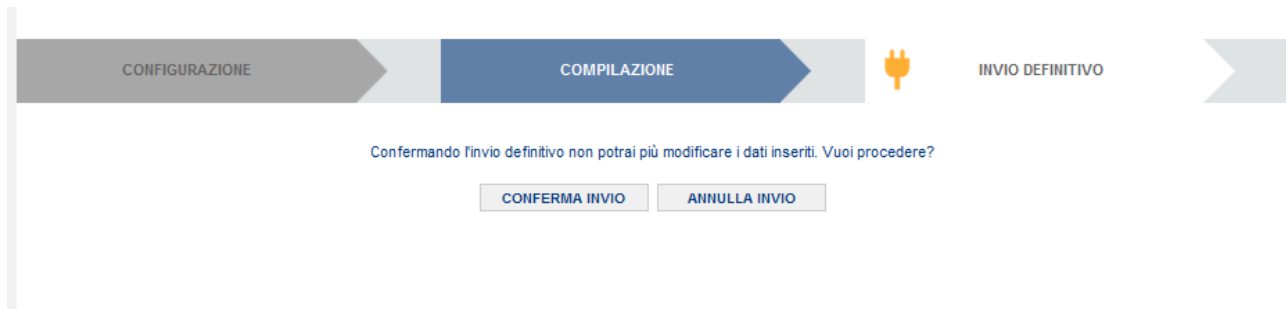 CONFIGURAZIONE
COMPILAZIONE
INVIO DEFINITIVO
Confermando l'invio definitivo non potrai più modificare i dati inseriti. Vuoi procedere?
CONFERMA INVIO
ANNULLA INVIO